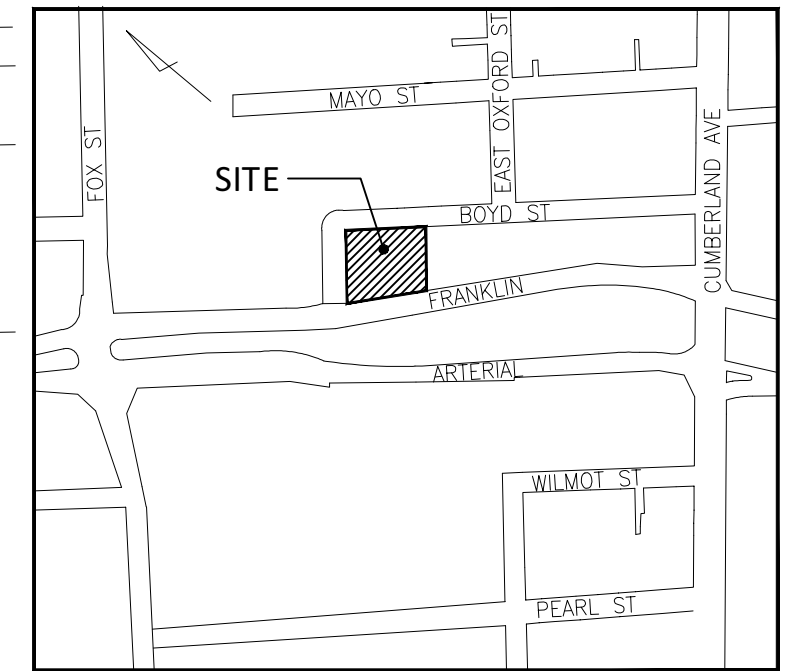 EAST OXFORD ST
MAYO ST
FOX ST
CUMBERLAND AVE
SITE
BOYD ST
FRANKLIN
ARTERIAL
WILMOT ST
PEARL ST